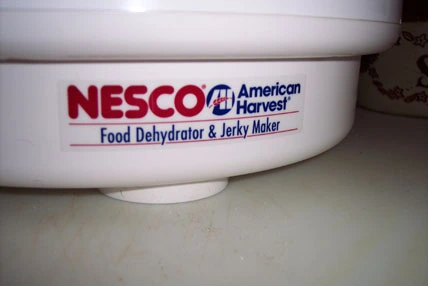 NESCO® American
Harvest®
Food Dehydrator & Jerky Maker